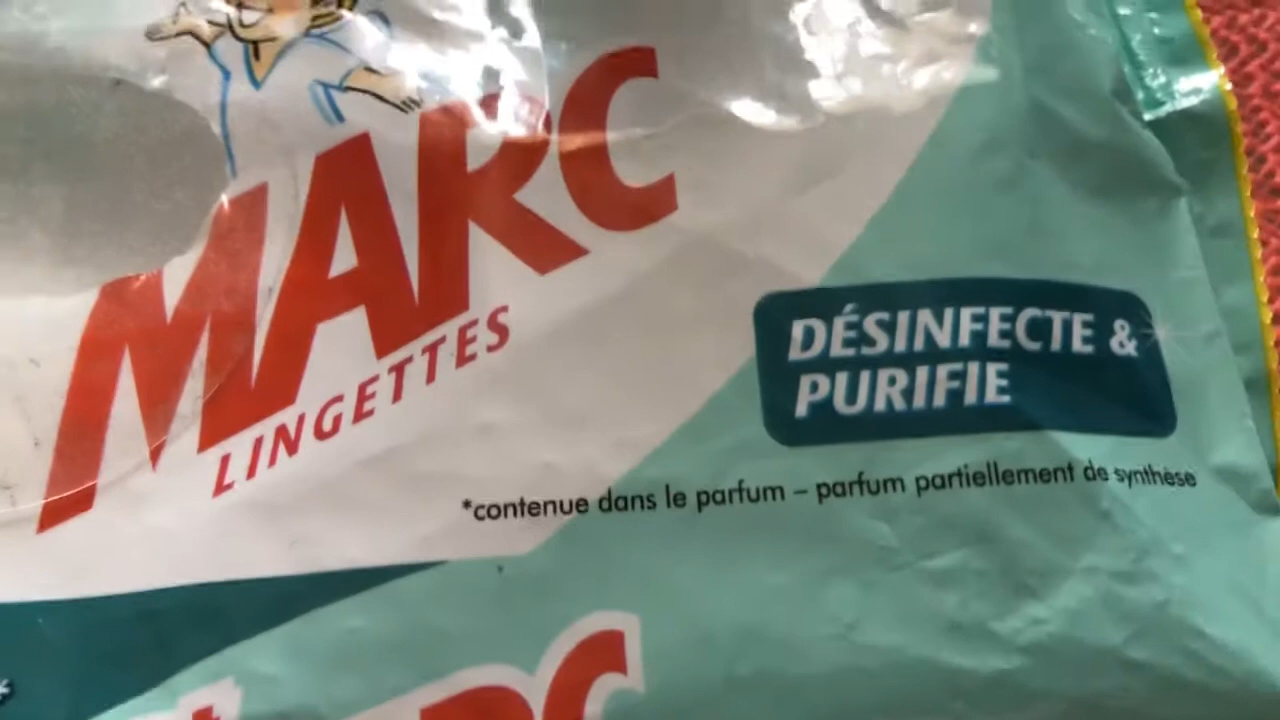 MARC
LINGETTES
DÉSINFECTE &
PURIFIE
*contenue dans le parfum – parfum partiellement de synthèse